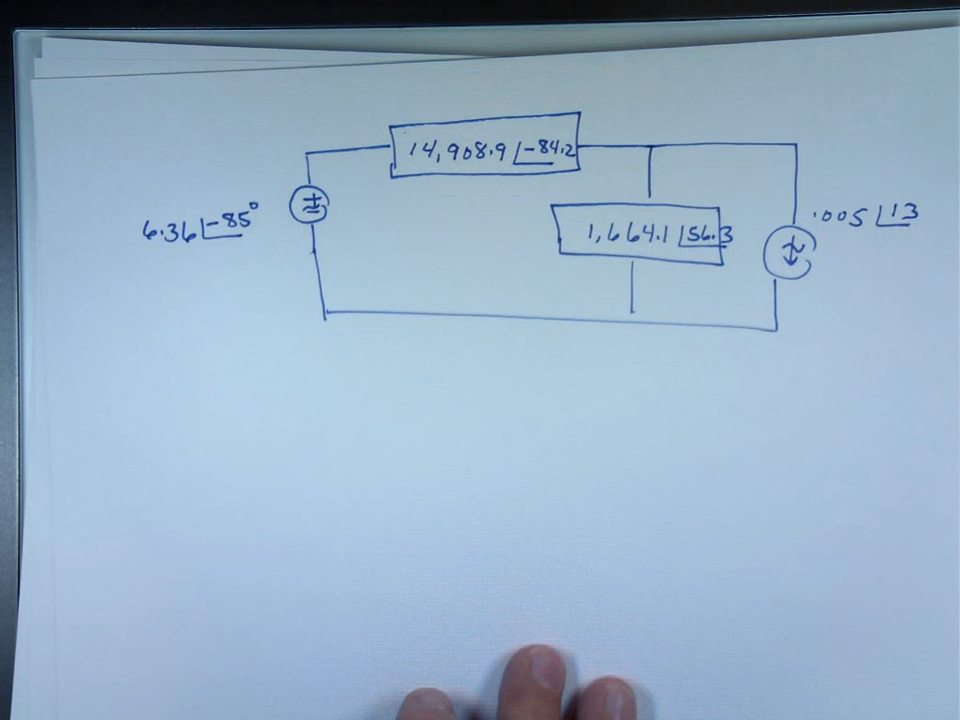 14,908.9 ∠-84.2
6.36 ∠-85°
1,664.1 ∠56.3
.005 ∠13